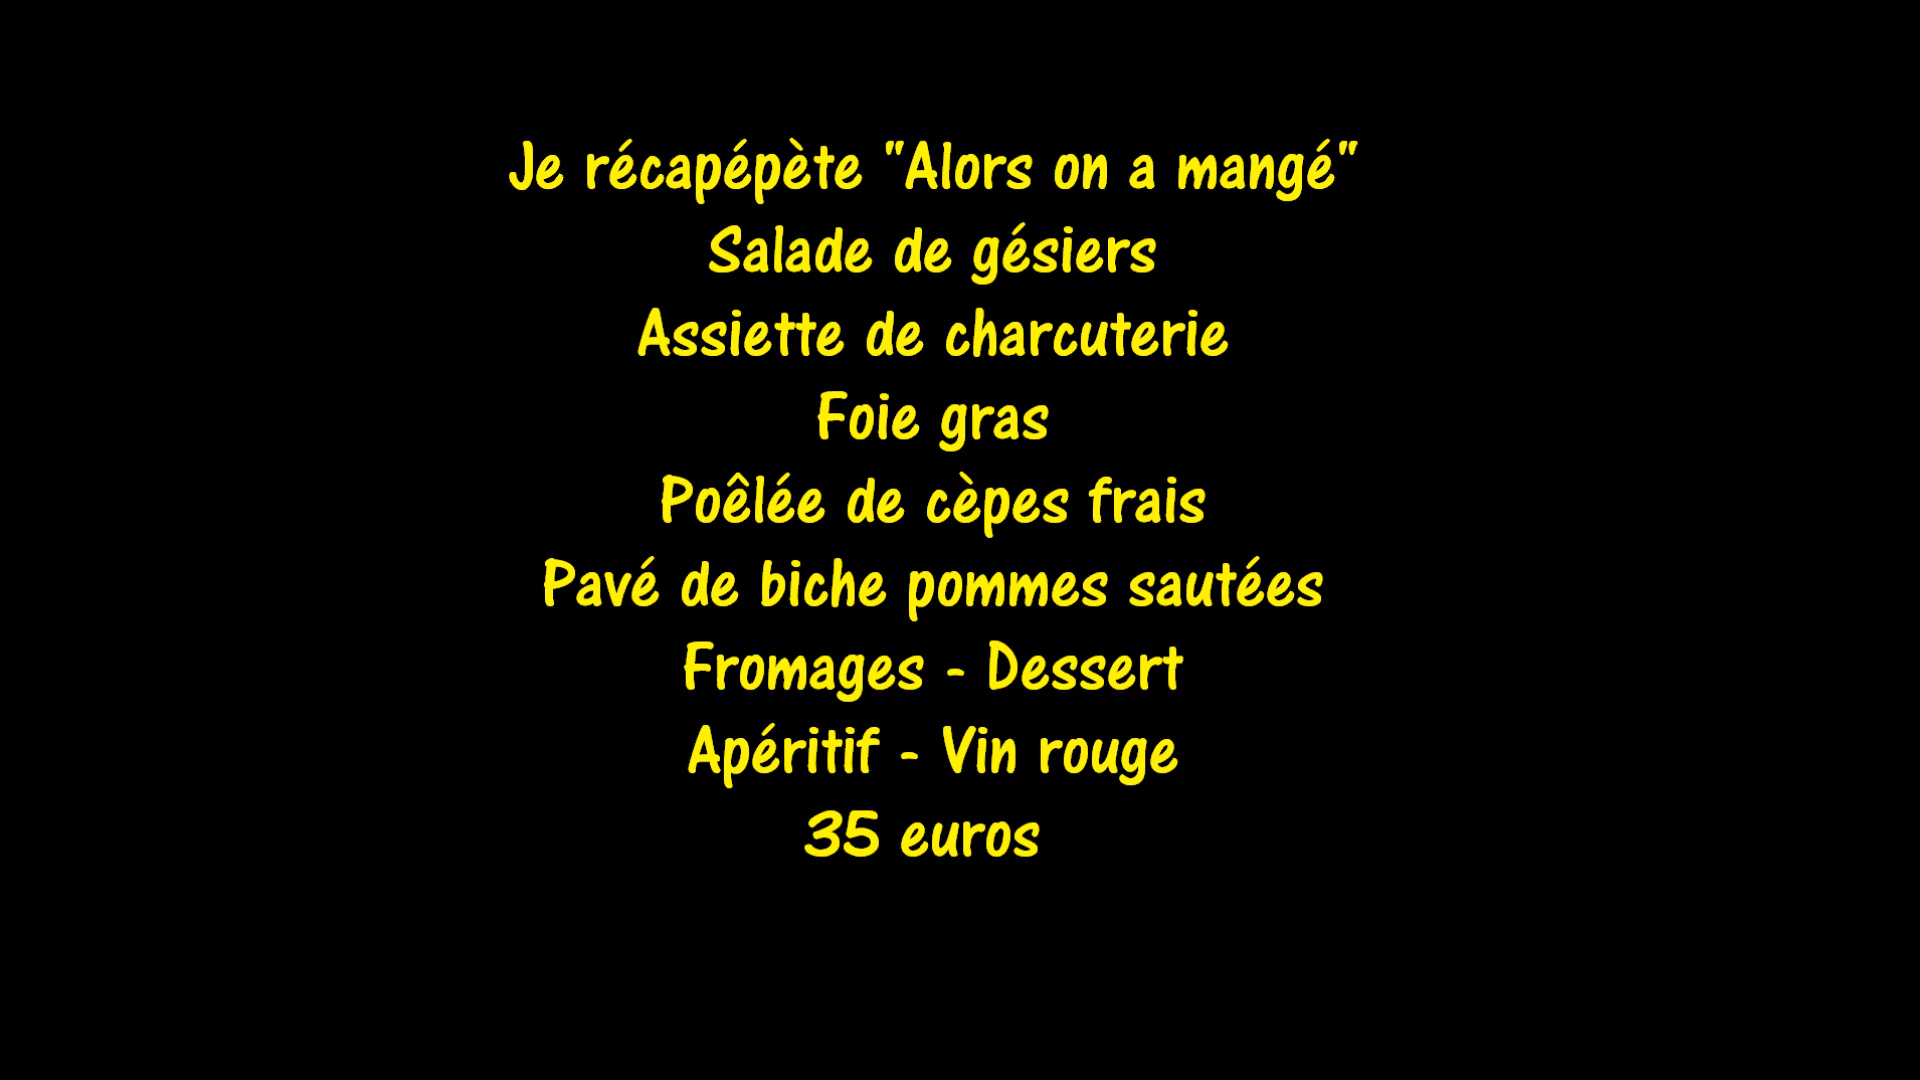 Je récapépète "Alors on a mangé"
Salade de gésiers
Assiette de charcuterie
Foie gras
Poêlée de cèpes frais
Pavé de biche pommes sautées
Fromages - Dessert
Apéritif - Vin rouge
35 euros